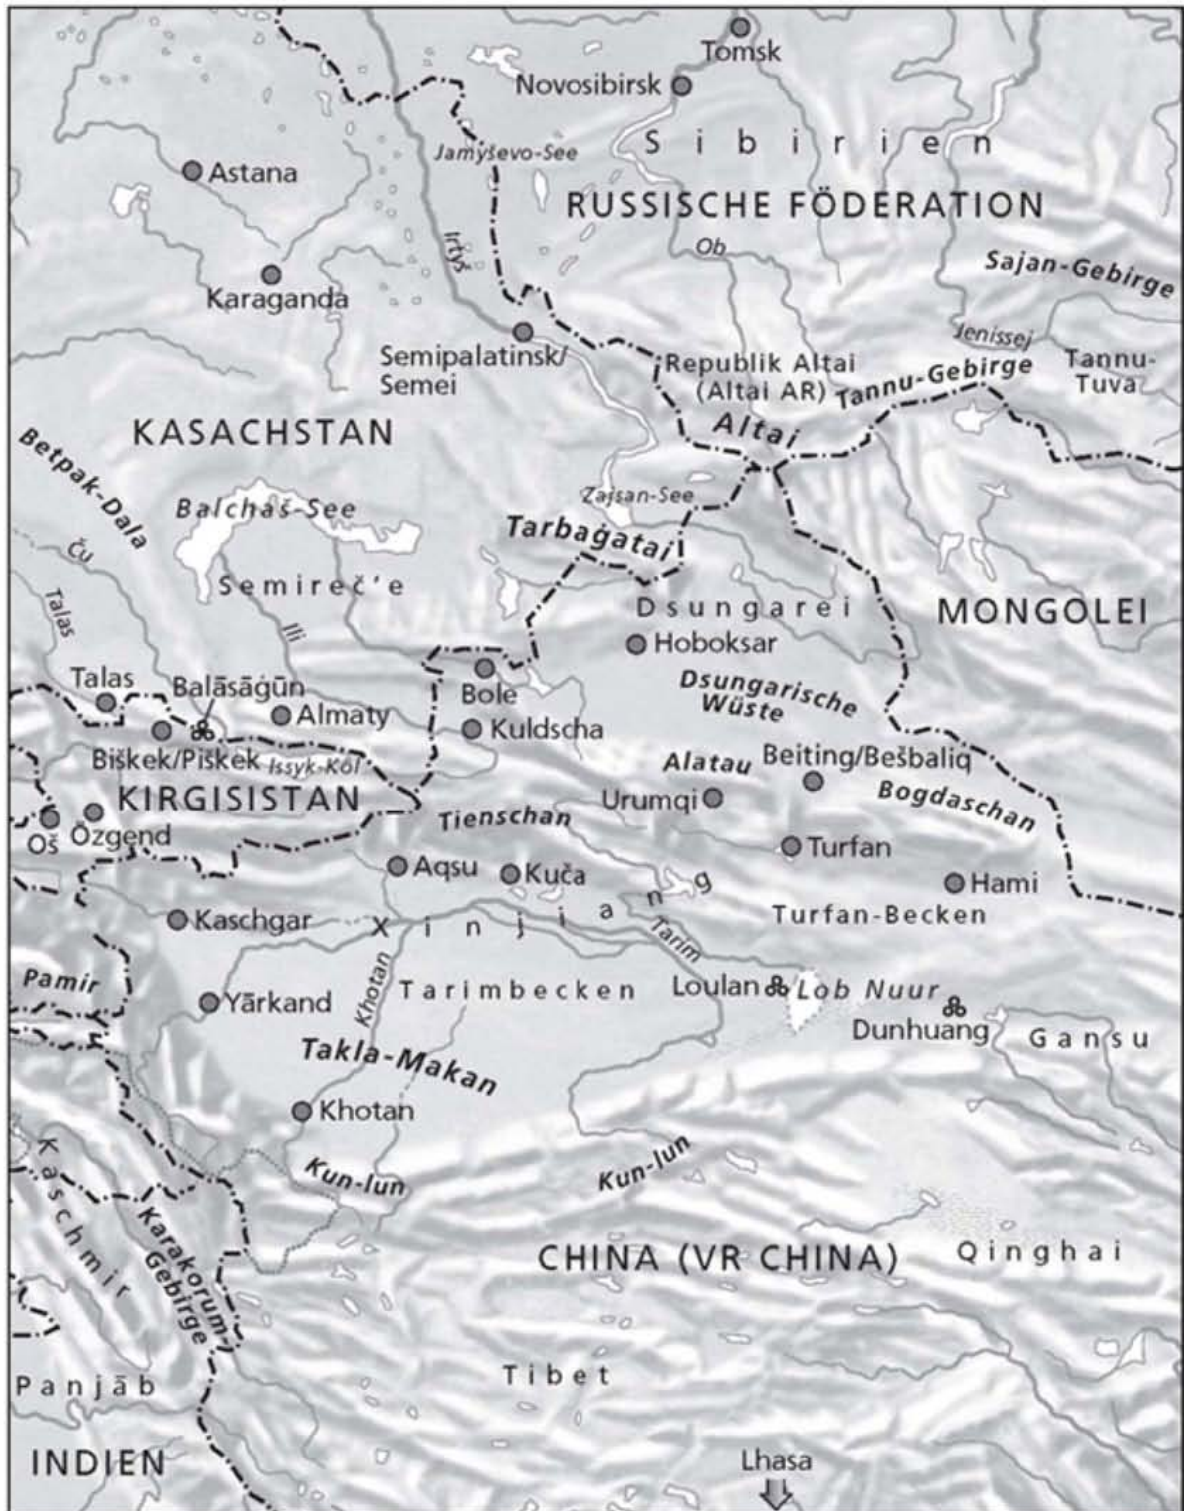 Tomsk
Novosibirsk
Sibirien
Jamyševo-See
Astana
RUSSISCHE FÖDERATION
Irtyš
Ob
Sajan-Gebirge
Karaganda
Jenissej
Semipalatinsk/
Semei
Republik Altai
(Altai AR)
Tannu-Gebirge
Tannu-
Tuva
KASACHSTAN
Altai
Betpak-Dala
Zajsan-See
Balchaš-See
Tarbaġatai
Ču
Semireč'e
Talas
Dsungarei
MONGOLEI
Ili
Hoboksar
Talas
Balāsāġūn
Bole
Dsungarische
Wüste
Almaty
Kuldscha
Biškek/Piškek
Issyk-Köl
Alatau
Beiting/Bešbaliq
KIRGISISTAN
Urumqi
Bogdaschan
Tienschan
Oš
Özgend
Turfan
Aqsu
Kuča
Hami
Kaschgar
Xinjiang
Turfan-Becken
Tarim
Pamir
Khotan
Yārkand
Tarimbecken
Loulan
Lob Nuur
Dunhuang
Gansu
Takla-Makan
Khotan
Kun-lun
Kun-lun
Kaschmir
Karakorum-
Gebirge
CHINA (VR CHINA)
Qinghai
Tibet
Panjāb
INDIEN
Lhasa